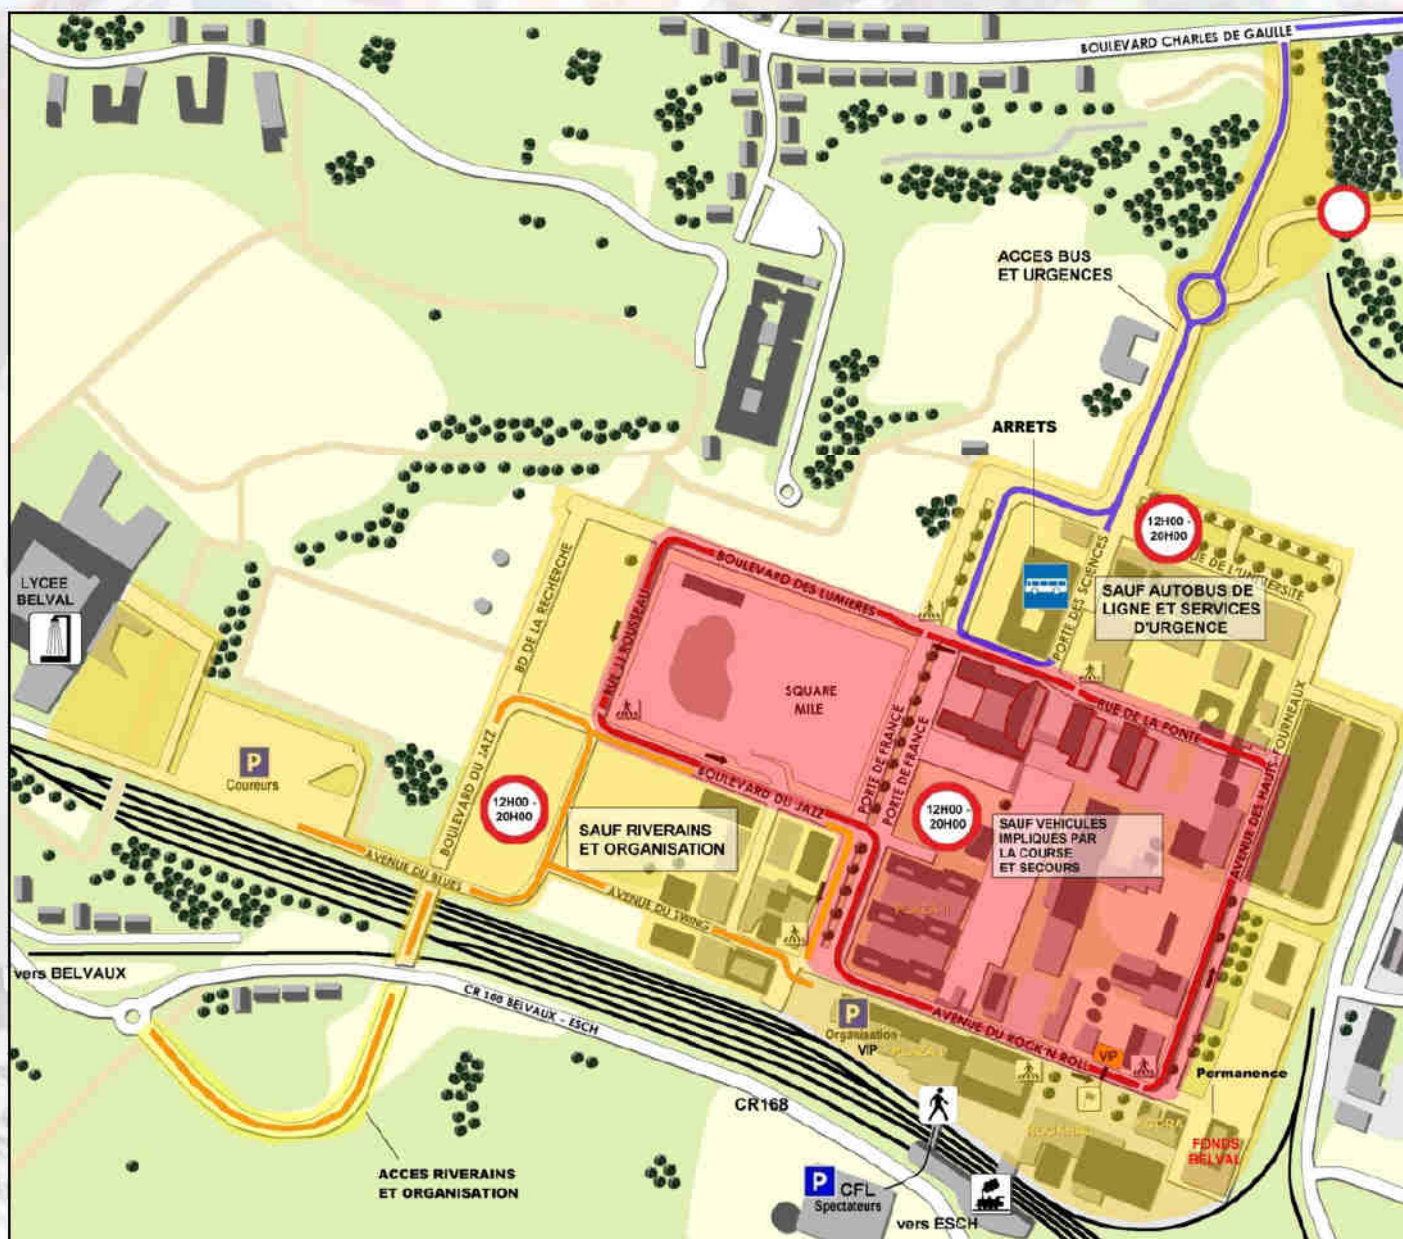 BOULEVARD CHARLES DE GAULLE
ACCES BUS
ET URGENCES
ARRETS
12H00 -
20H00
SAUF AUTOBUS DE
LIGNE ET SERVICES
D'URGENCE
PORTE DES SCIENCES
BOULEVARD DES LUMIERES
BD DE LA RECHERCHE
RUE JJ ROUSSEAU
LYCEE
BELVAL
SQUARE
MILE
RUE DE LA FONTE
AVENUE DES HAUTS-FOURNEAUX
PORTE DE FRANCE
PORTE DE FRANCE
P
Coureurs
BOULEVARD DU JAZZ
BOULEVARD DU JAZZ
12H00 -
20H00
SAUF RIVERAINS
ET ORGANISATION
12H00 -
20H00
SAUF VEHICULES
IMPLIQUES PAR
LA COURSE
ET SECOURS
AVENUE DU BLUES
AVENUE DU SWING
vers BELVAUX
CR 168 BELVAUX - ESCH
P
Organisation
VIP
AVENUE DU ROCK'N ROLL
VIP
Permanence
CR168
FONDS
BELVAL
ACCES RIVERAINS
ET ORGANISATION
P
CFL
Spectateurs
vers ESCH